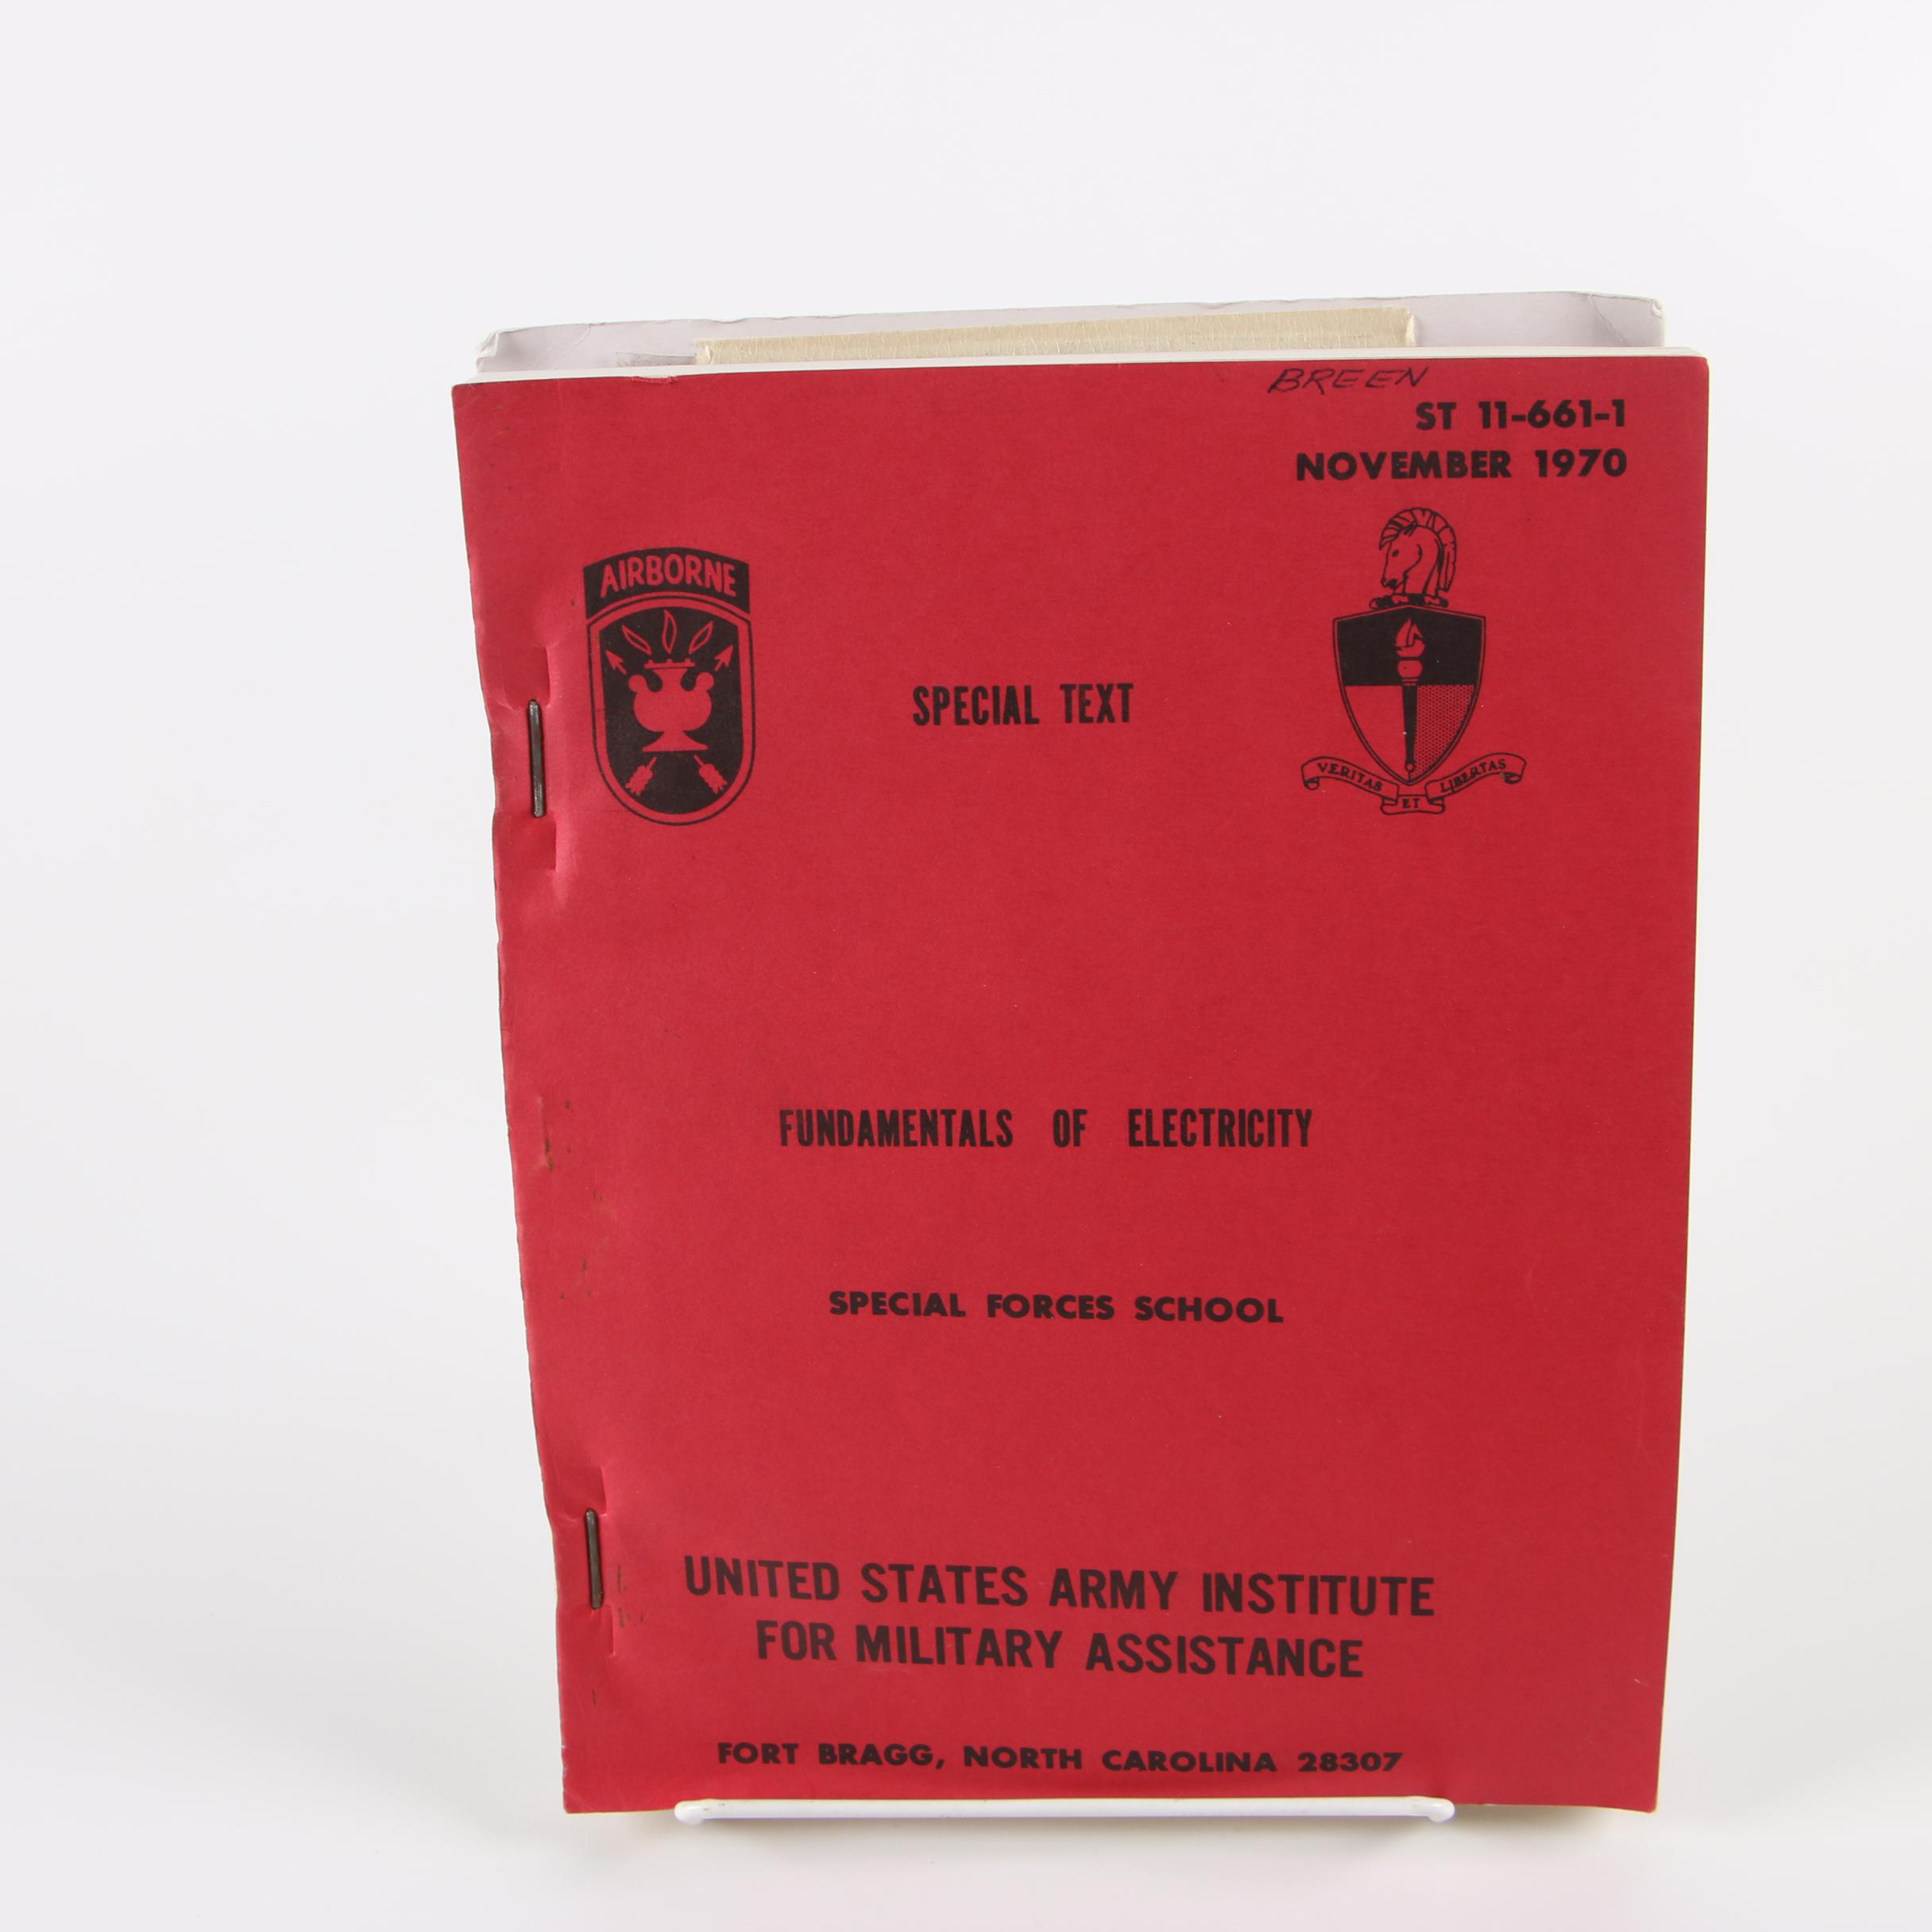 BREEN
ST 11-661-1
NOVEMBER 1970
AIRBORNE
SPECIAL TEXT
VERITAS ET LIBERTAS
FUNDAMENTALS OF ELECTRICITY
SPECIAL FORCES SCHOOL
UNITED STATES ARMY INSTITUTE
FOR MILITARY ASSISTANCE
FORT BRAGG, NORTH CAROLINA 28307